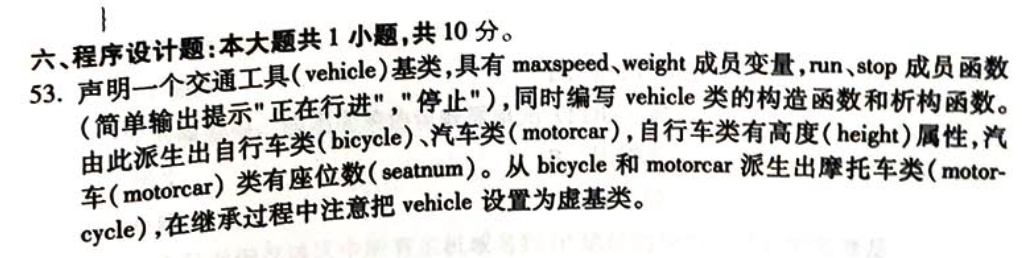 六、程序设计题:本大题共 1 小题,共 10 分。
53. 声明一个交通工具(vehicle)基类,具有 maxspeed、weight 成员变量,run、stop 成员函数
(简单输出提示"正在行进","停止"),同时编写 vehicle 类的构造函数和析构函数。
由此派生出自行车类(bicycle)、汽车类(motorcar),自行车类有高度(height)属性,汽
车(motorcar) 类有座位数(seatnum)。从 bicycle 和 motorcar 派生出摩托车类(motor-
cycle),在继承过程中注意把 vehicle 设置为虚基类。